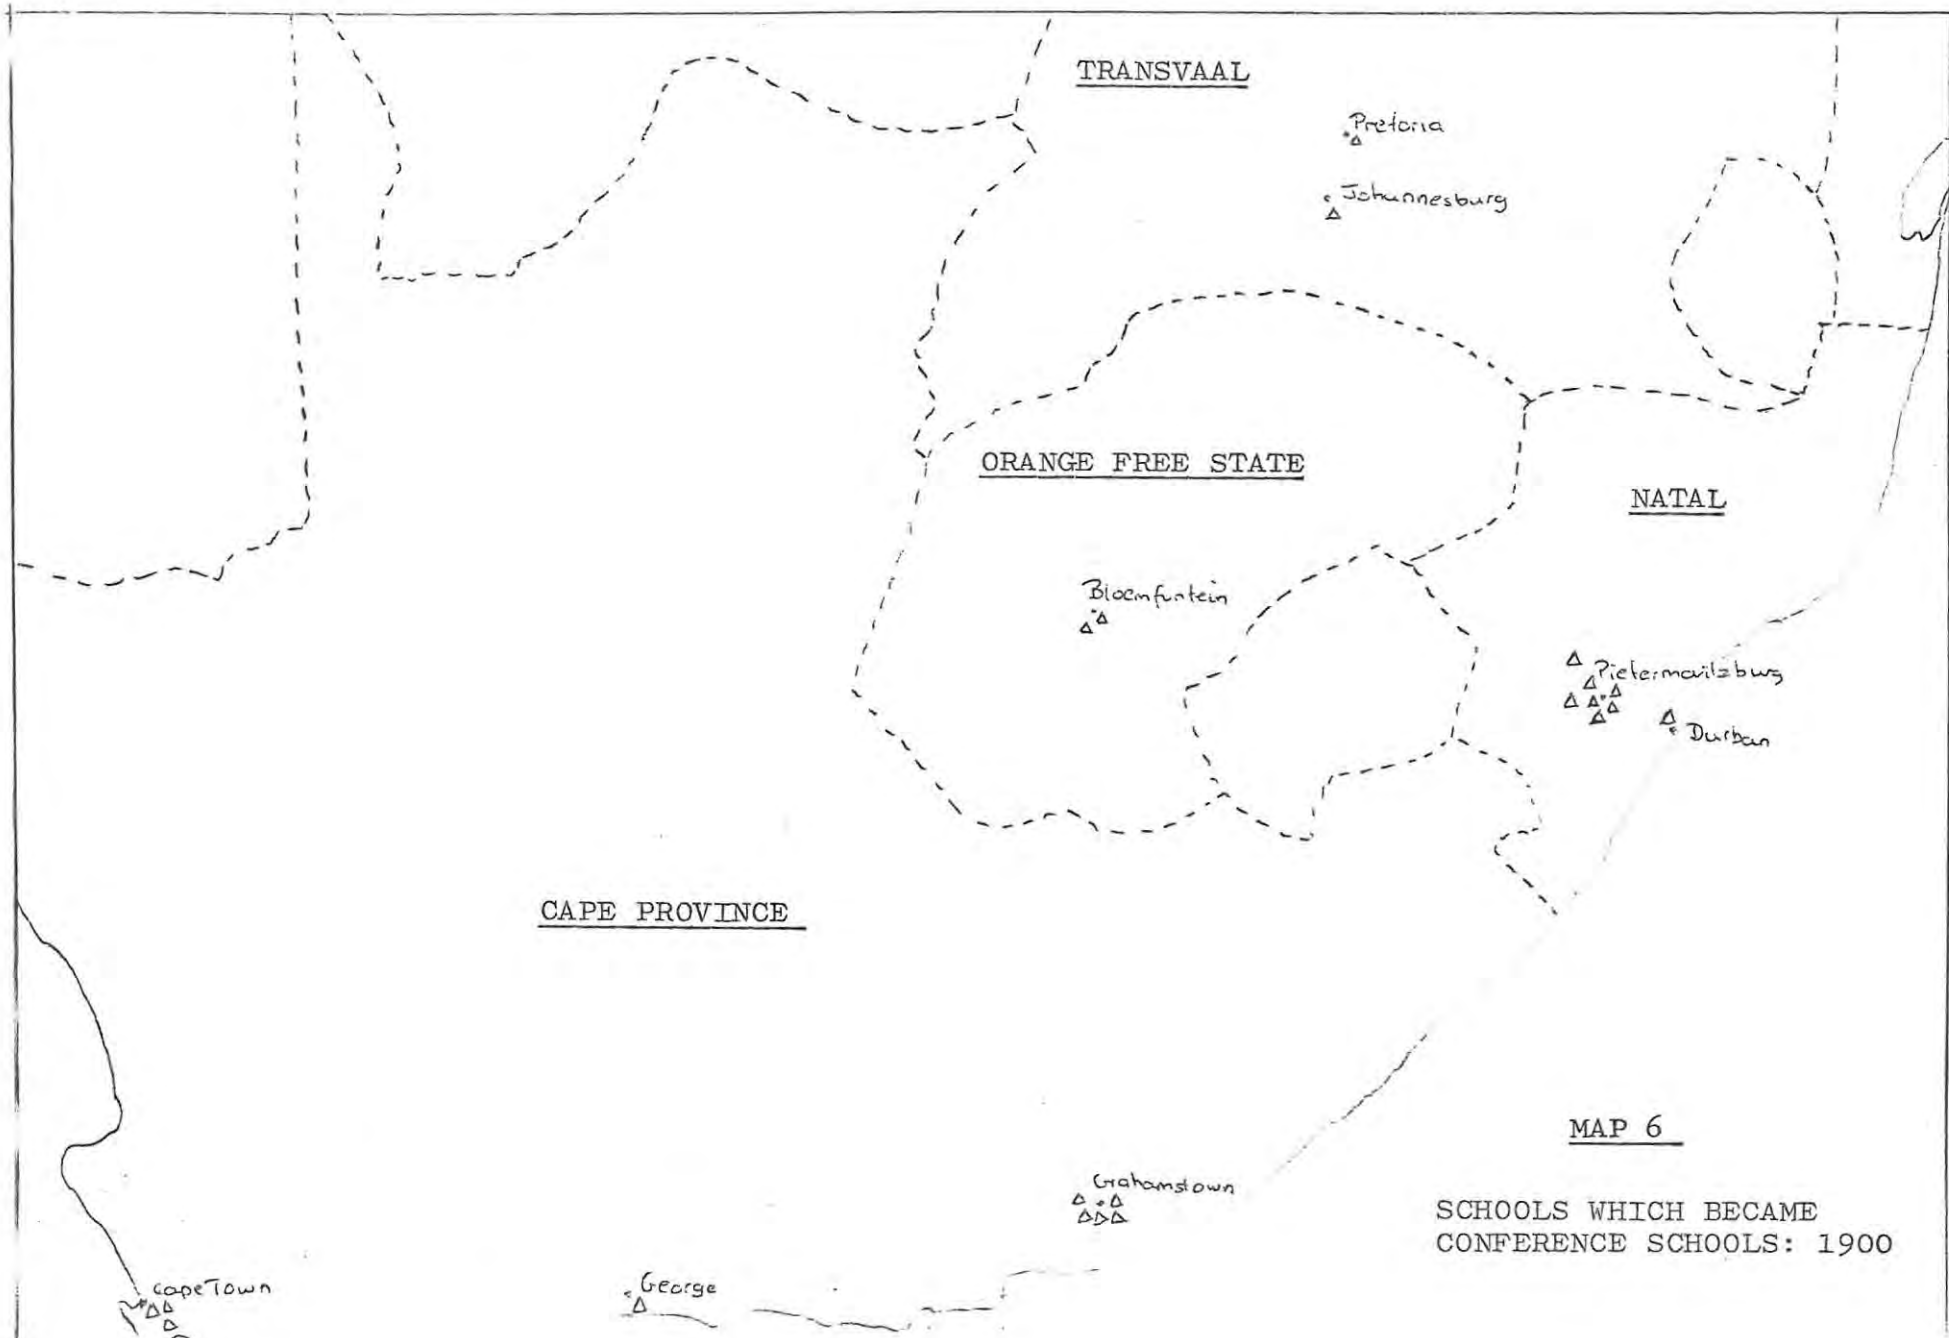 TRANSVAAL
Pretoria
Johannesburg
ORANGE FREE STATE
NATAL
Bloemfontein
Pietermaritzburg
Durban
CAPE PROVINCE
MAP 6
Grahamstown
SCHOOLS WHICH BECAME
CONFERENCE SCHOOLS: 1900
George
Cape Town